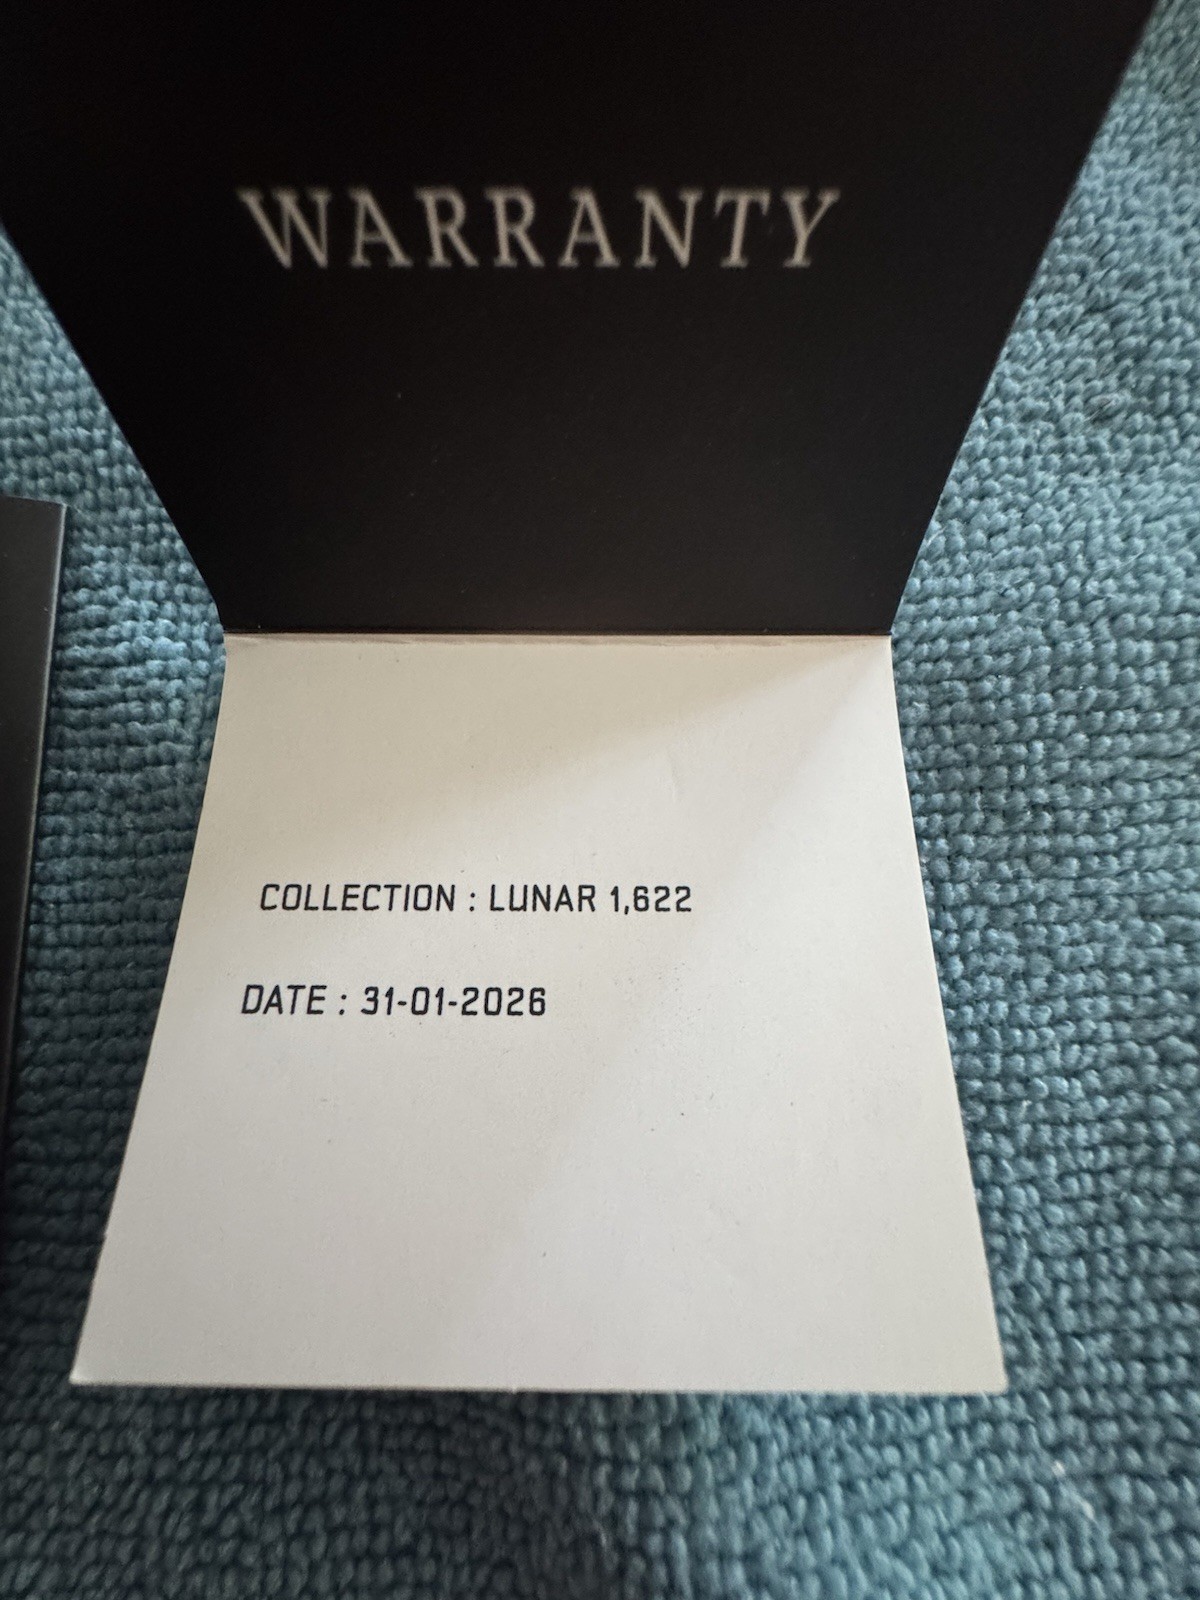 WARRANTY
COLLECTION : LUNAR 1,622
DATE : 31-01-2026